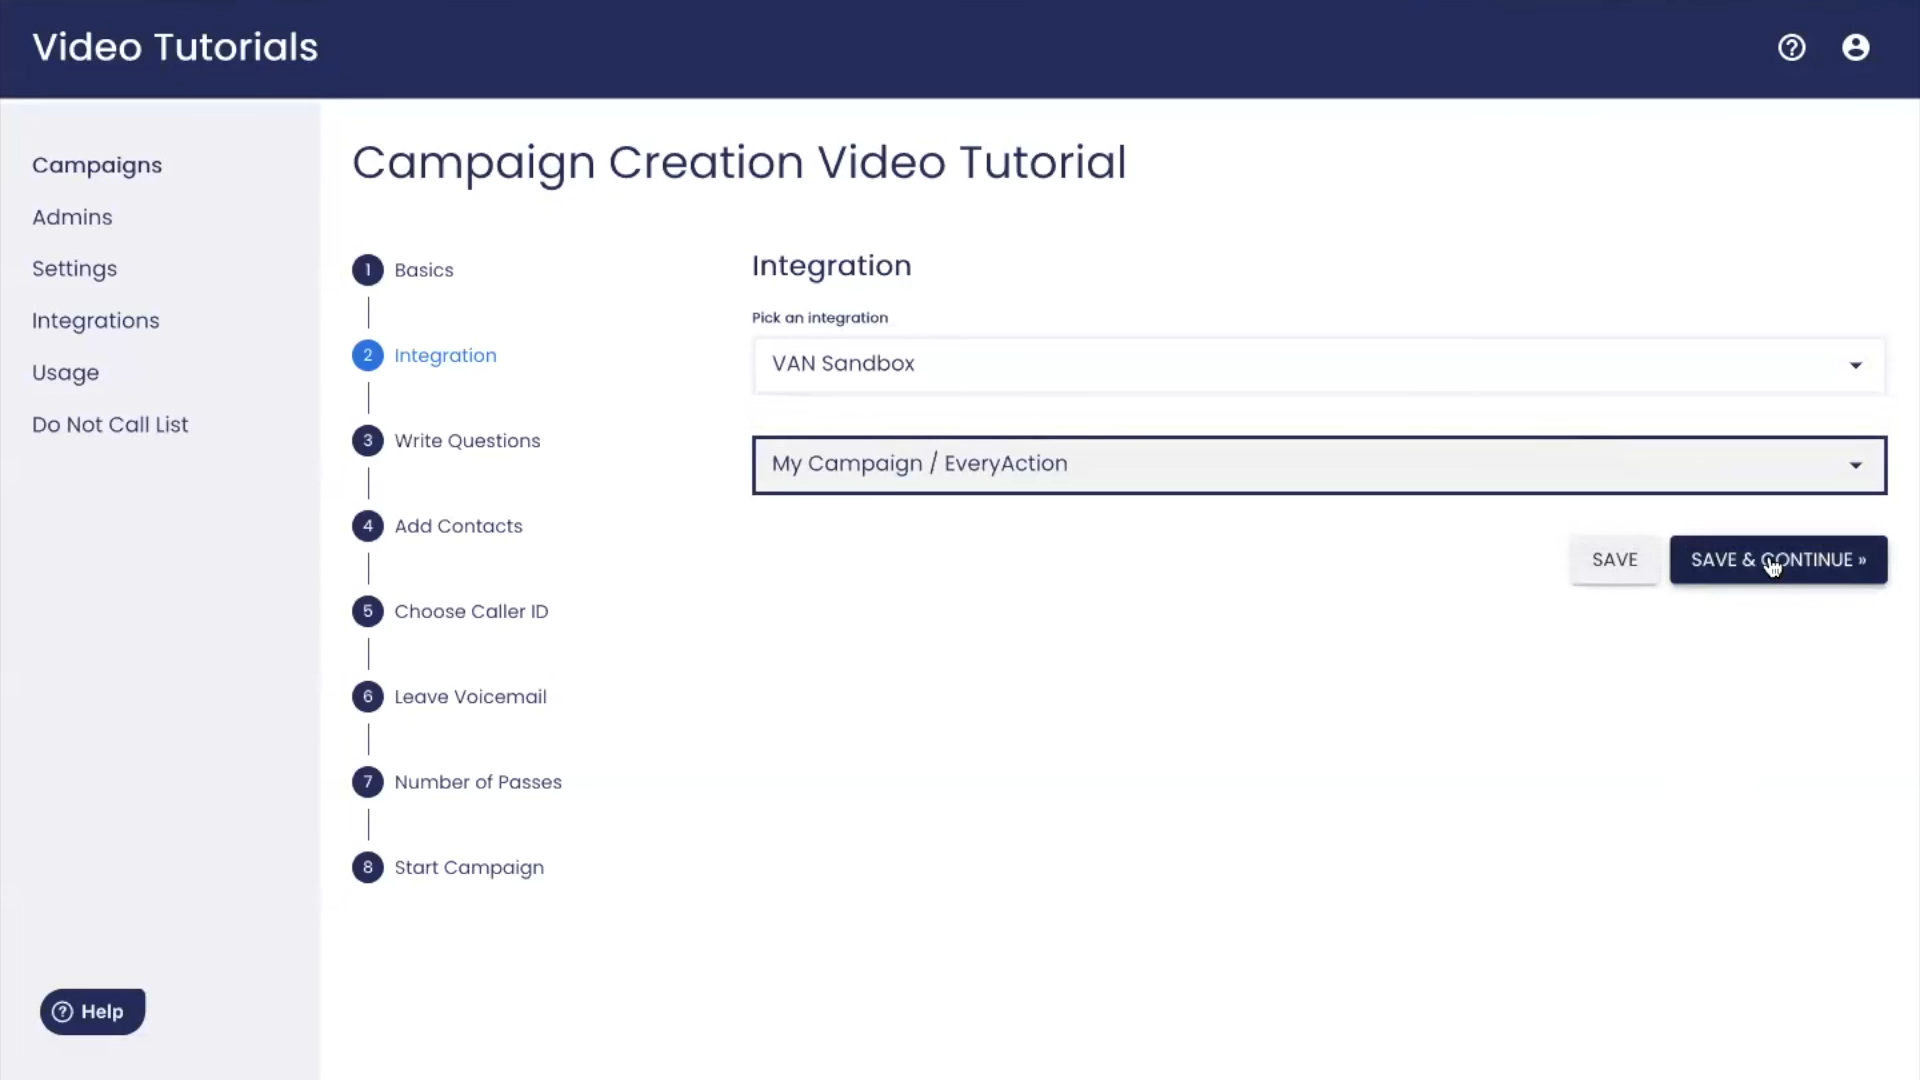 Video Tutorials
Campaigns
Admins
Settings
Integrations
Usage
Do Not Call List
Help
Campaign Creation Video Tutorial
1 Basics
2 Integration
3 Write Questions
4 Add Contacts
5 Choose Caller ID
6 Leave Voicemail
7 Number of Passes
8 Start Campaign
Integration
Pick an integration
VAN Sandbox
My Campaign / EveryAction
SAVE
SAVE & CONTINUE »